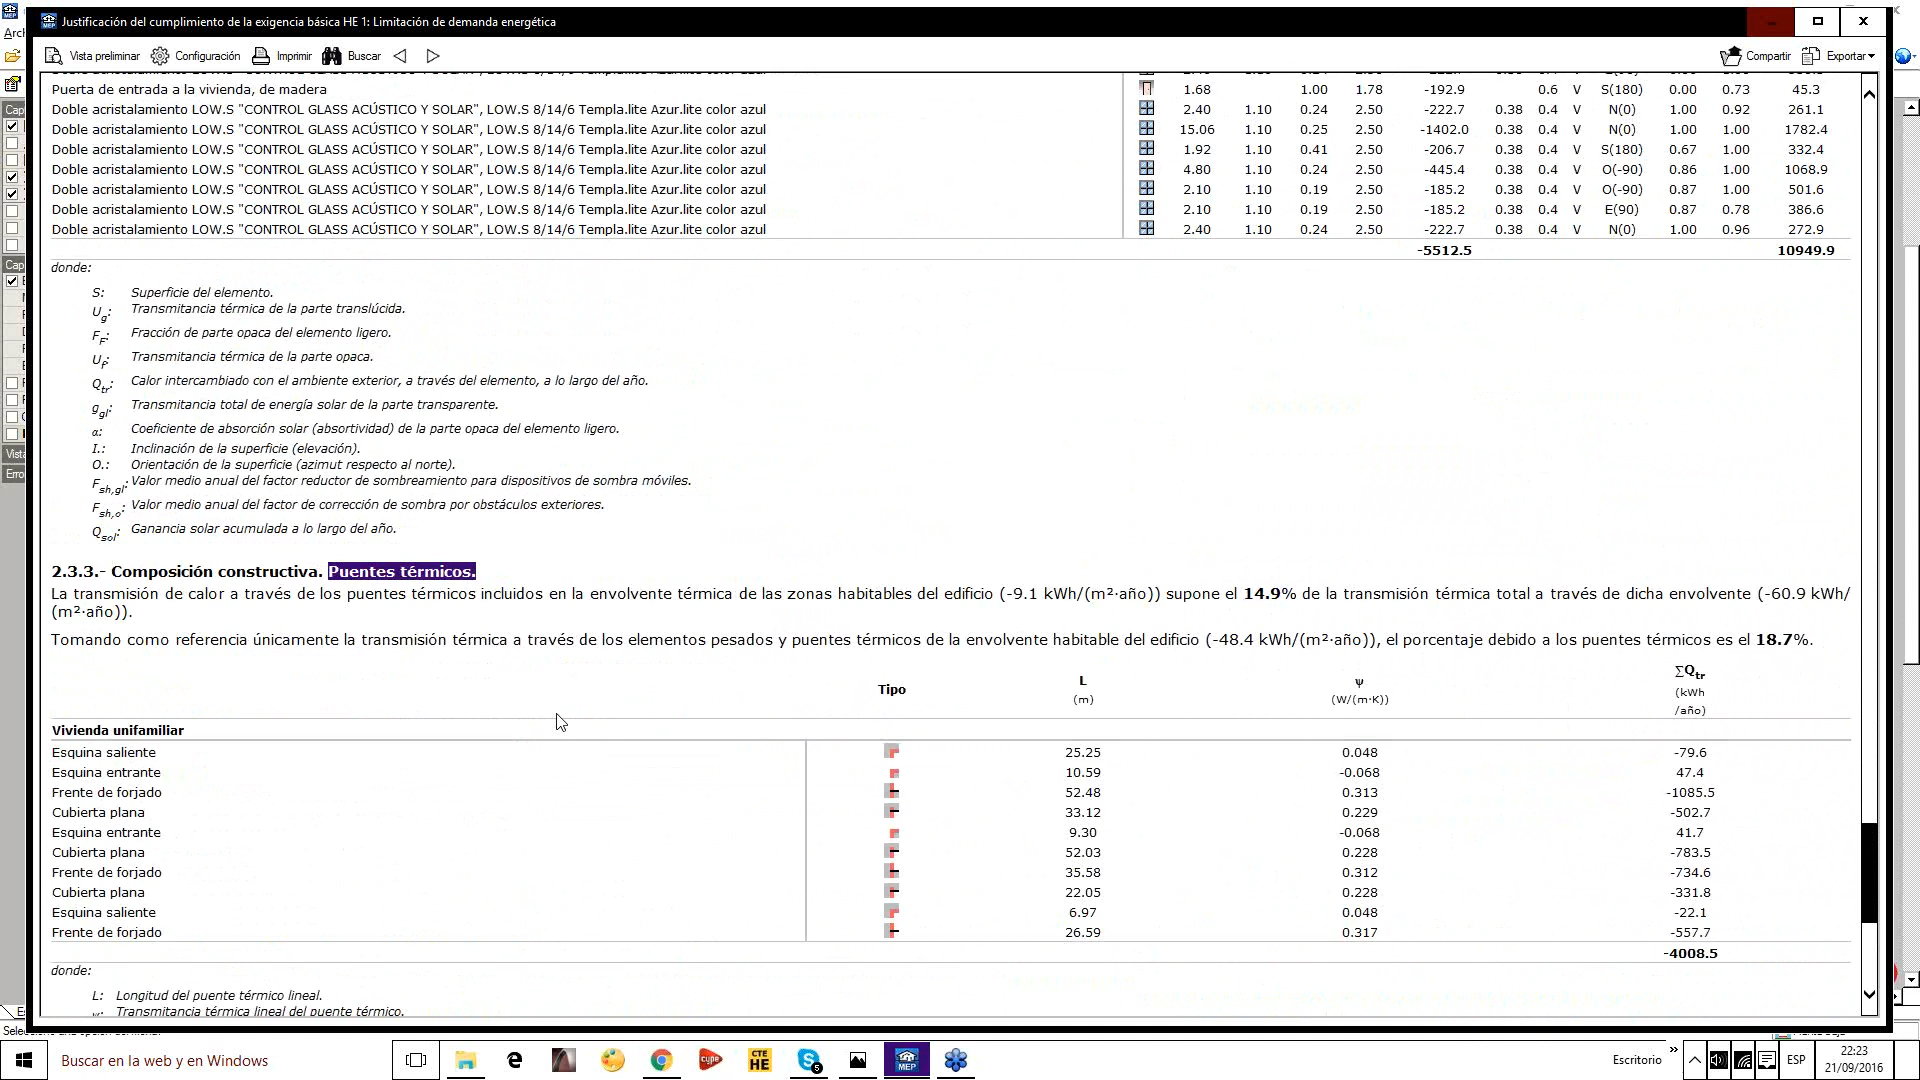 Justificación del cumplimiento de la exigencia básica HE 1: Limitación de demanda energética
Vista preliminar Configuración Imprimir Buscar Compartir Exportar
Puerta de entrada a la vivienda, de madera 1.68 1.00 1.78 -192.9 0.6 V S(180) 0.00 0.73 45.3
Doble acristalamiento LOW.S "CONTROL GLASS ACÚSTICO Y SOLAR", LOW.S 8/14/6 Templa.lite Azur.lite color azul 2.40 1.10 0.24 2.50 -222.7 0.38 0.4 V N(0) 1.00 0.92 261.1
Doble acristalamiento LOW.S "CONTROL GLASS ACÚSTICO Y SOLAR", LOW.S 8/14/6 Templa.lite Azur.lite color azul 15.06 1.10 0.25 2.50 -1402.0 0.38 0.4 V N(0) 1.00 1.00 1782.4
Doble acristalamiento LOW.S "CONTROL GLASS ACÚSTICO Y SOLAR", LOW.S 8/14/6 Templa.lite Azur.lite color azul 1.92 1.10 0.41 2.50 -206.7 0.38 0.4 V S(180) 0.67 1.00 332.4
Doble acristalamiento LOW.S "CONTROL GLASS ACÚSTICO Y SOLAR", LOW.S 8/14/6 Templa.lite Azur.lite color azul 4.80 1.10 0.24 2.50 -445.4 0.38 0.4 V O(-90) 0.86 1.00 1068.9
Doble acristalamiento LOW.S "CONTROL GLASS ACÚSTICO Y SOLAR", LOW.S 8/14/6 Templa.lite Azur.lite color azul 2.10 1.10 0.19 2.50 -185.2 0.38 0.4 V O(-90) 0.87 1.00 501.6
Doble acristalamiento LOW.S "CONTROL GLASS ACÚSTICO Y SOLAR", LOW.S 8/14/6 Templa.lite Azur.lite color azul 2.10 1.10 0.19 2.50 -185.2 0.38 0.4 V E(90) 0.87 0.78 386.6
Doble acristalamiento LOW.S "CONTROL GLASS ACÚSTICO Y SOLAR", LOW.S 8/14/6 Templa.lite Azur.lite color azul 2.40 1.10 0.24 2.50 -222.7 0.38 0.4 V N(0) 1.00 0.96 272.9
-5512.5 10949.9
donde:
S: Superficie del elemento.
Ug: Transmitancia térmica de la parte translúcida.
FF: Fracción de parte opaca del elemento ligero.
UP: Transmitancia térmica de la parte opaca.
Qtr: Calor intercambiado con el ambiente exterior, a través del elemento, a lo largo del año.
ggl: Transmitancia total de energía solar de la parte transparente.
α: Coeficiente de absorción solar (absortividad) de la parte opaca del elemento ligero.
I.: Inclinación de la superficie (elevación).
O.: Orientación de la superficie (azimut respecto al norte).
Fsh,gl: Valor medio anual del factor reductor de sombreamiento para dispositivos de sombra móviles.
Fsh,o: Valor medio anual del factor de corrección de sombra por obstáculos exteriores.
Qsol: Ganancia solar acumulada a lo largo del año.
2.3.3.- Composición constructiva. Puentes térmicos.
La transmisión de calor a través de los puentes térmicos incluidos en la envolvente térmica de las zonas habitables del edificio (-9.1 kWh/(m²·año)) supone el 14.9% de la transmisión térmica total a través de dicha envolvente (-60.9 kWh/
(m²·año)).
Tomando como referencia únicamente la transmisión térmica a través de los elementos pesados y puentes térmicos de la envolvente habitable del edificio (-48.4 kWh/(m²·año)), el porcentaje debido a los puentes térmicos es el 18.7%.
Tipo L ψ ∑Qtr
(m) (W/(m·K)) (kWh
/año)
Vivienda unifamiliar
Esquina saliente 25.25 0.048 -79.6
Esquina entrante 10.59 -0.068 47.4
Frente de forjado 52.48 0.313 -1085.5
Cubierta plana 33.12 0.229 -502.7
Esquina entrante 9.30 -0.068 41.7
Cubierta plana 52.03 0.228 -783.5
Frente de forjado 35.58 0.312 -734.6
Cubierta plana 22.05 0.228 -331.8
Esquina saliente 6.97 0.048 -22.1
Frente de forjado 26.59 0.317 -557.7
-4008.5
donde:
L: Longitud del puente térmico lineal.
ψ: Transmitancia térmica lineal del puente térmico.
Buscar en la web y en Windows
cype
CTE
HE
MEP
Escritorio
ESP
22:23
21/09/2016